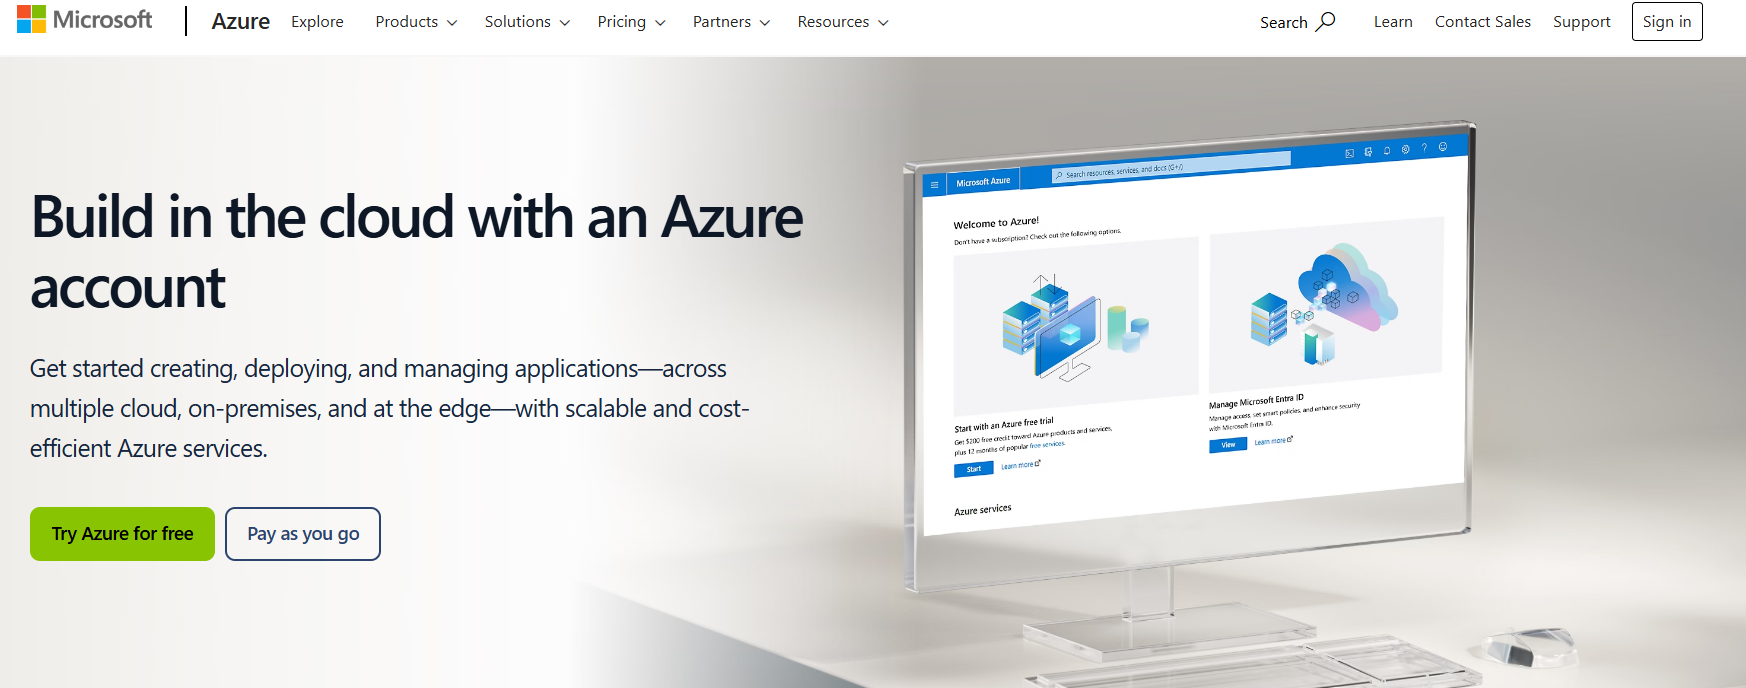 Microsoft
Azure Explore Products Solutions Pricing Partners Resources Search Learn Contact Sales Support Sign in
Build in the cloud with an Azure
account
Get started creating, deploying, and managing applications—across
multiple cloud, on-premises, and at the edge—with scalable and cost-
efficient Azure services.
Try Azure for free Pay as you go
Microsoft Azure Search resources, services, and docs (G+/)
Welcome to Azure!
Don't have a subscription? Check out the following options.
Start with an Azure free trial
Get $200 free credit toward Azure products and services,
plus 12 months of popular free services.
Start Learn more
Manage Microsoft Entra ID
Manage access, set smart policies, and enhance security
with Microsoft Entra ID.
View Learn more
Azure services